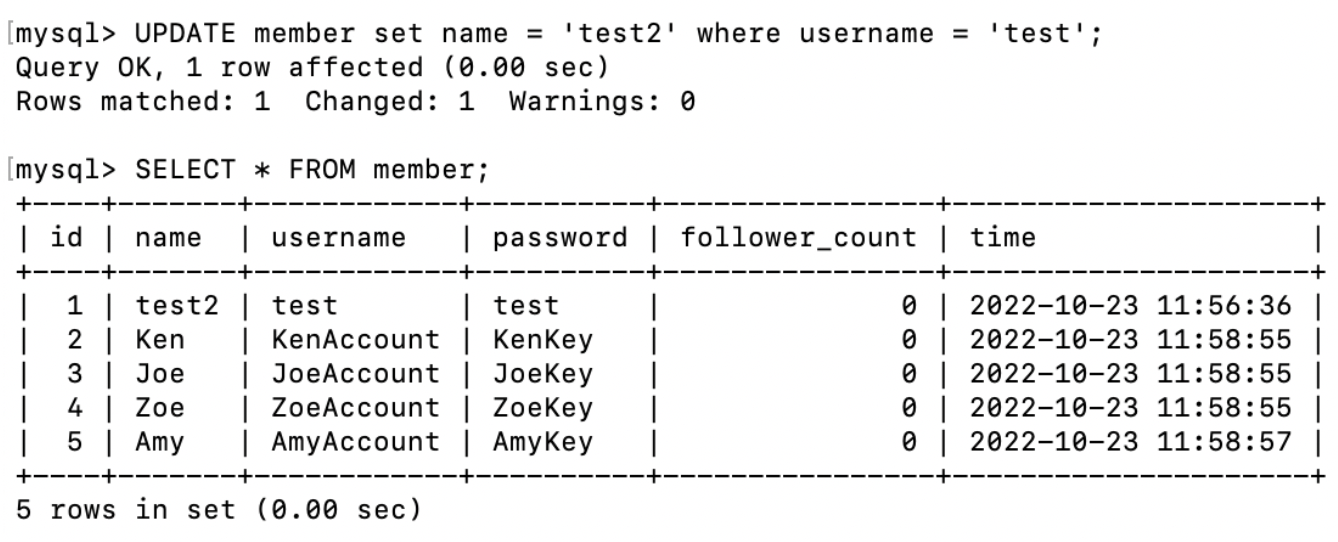 [mysql> UPDATE member set name = 'test2' where username = 'test';
Query OK, 1 row affected (0.00 sec)
Rows matched: 1  Changed: 1  Warnings: 0

[mysql> SELECT * FROM member;
+----+-------+------------+----------+----------------+---------------------+
| id | name  | username   | password | follower_count | time                |
+----+-------+------------+----------+----------------+---------------------+
|  1 | test2 | test       | test     |              0 | 2022-10-23 11:56:36 |
|  2 | Ken   | KenAccount | KenKey   |              0 | 2022-10-23 11:58:55 |
|  3 | Joe   | JoeAccount | JoeKey   |              0 | 2022-10-23 11:58:55 |
|  4 | Zoe   | ZoeAccount | ZoeKey   |              0 | 2022-10-23 11:58:55 |
|  5 | Amy   | AmyAccount | AmyKey   |              0 | 2022-10-23 11:58:57 |
+----+-------+------------+----------+----------------+---------------------+
5 rows in set (0.00 sec)